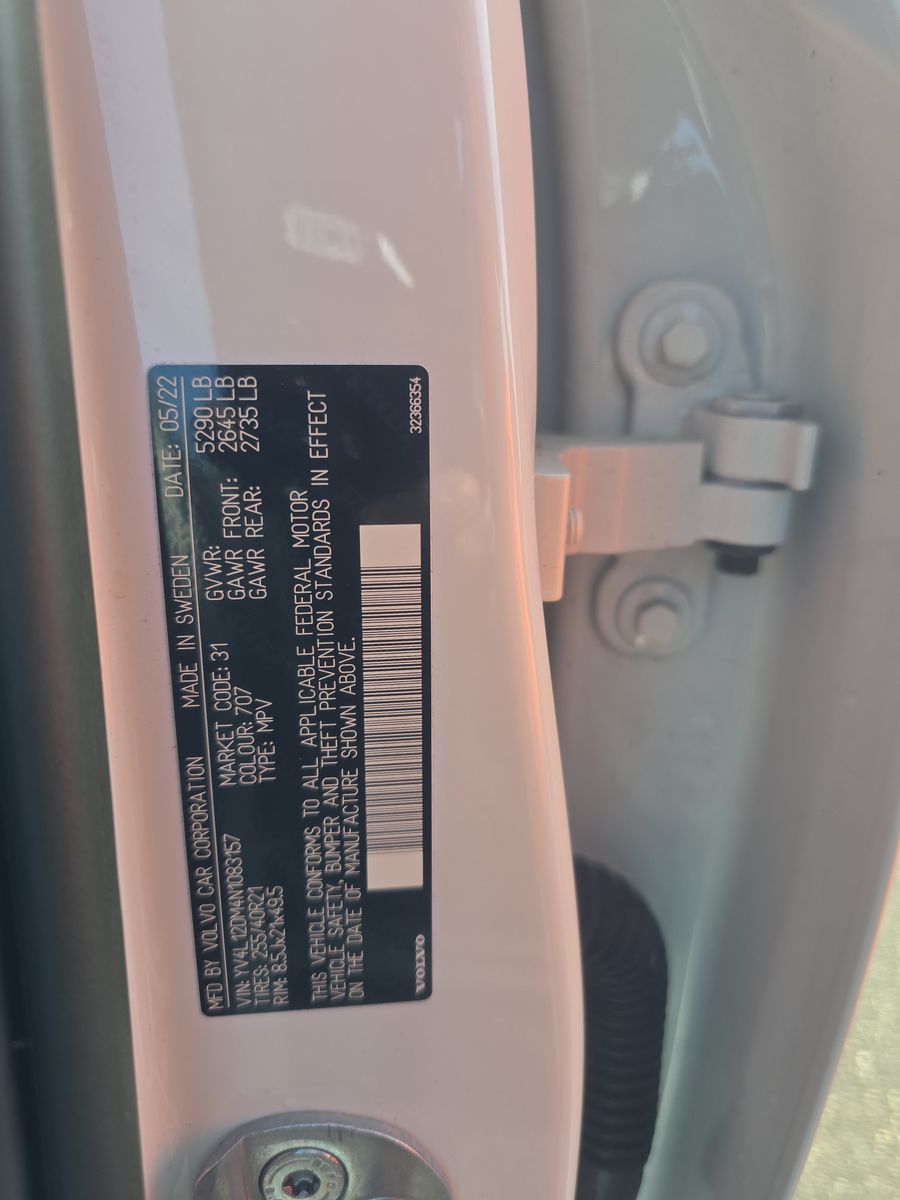 MFD BY VOLVO CAR CORPORATION MADE IN SWEDEN DATE: 05/22
VIN: YV4L12DM4N1083157 MARKET CODE: 31 GVWR: 5290 LB
TIRES: 255/40R21 COLOUR: 707 GAWR FRONT: 2645 LB
RIM: 8.5Jx21x49.5 TYPE: MPV GAWR REAR: 2735 LB
THIS VEHICLE CONFORMS TO ALL APPLICABLE FEDERAL MOTOR
VEHICLE SAFETY, BUMPER AND THEFT PREVENTION STANDARDS IN EFFECT
ON THE DATE OF MANUFACTURE SHOWN ABOVE.
VOLVO 32366354